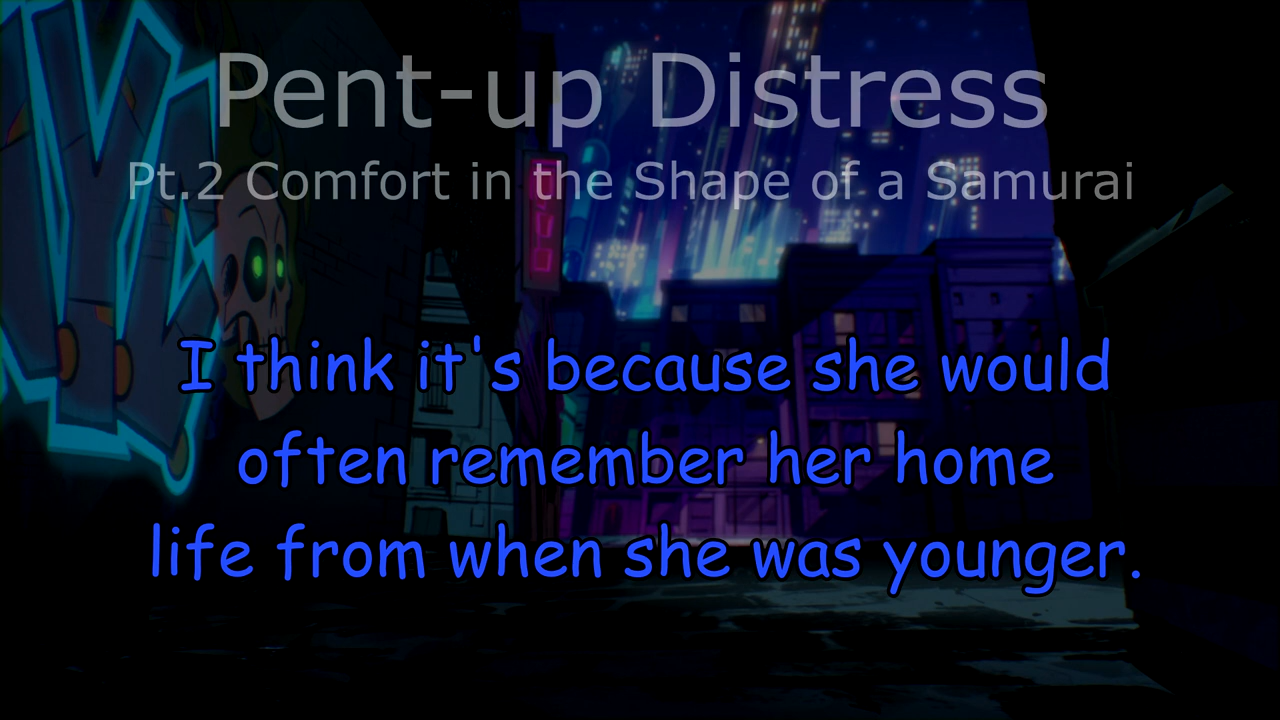 Pent-up Distress
Pt.2 Comfort in the Shape of a Samurai
I think it's because she would
often remember her home
life from when she was younger.